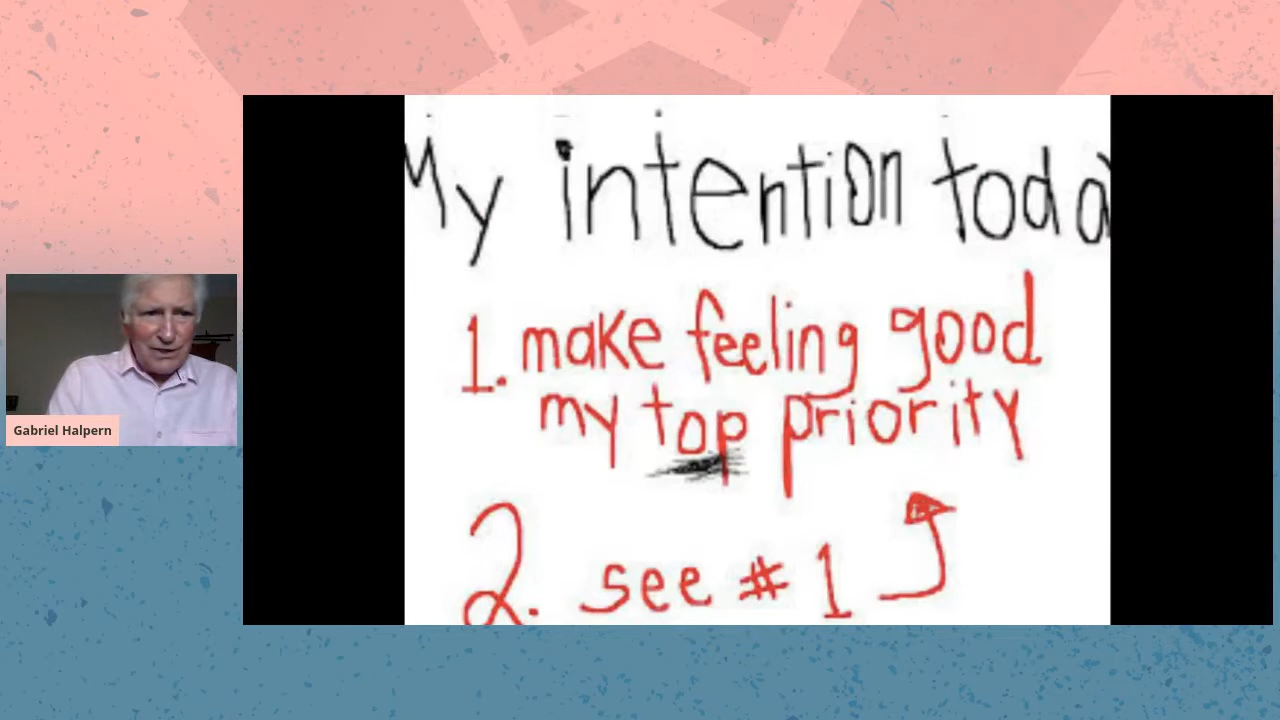 My intention toda
1. make feeling good
my top priority
2. see #1
Gabriel Halpern